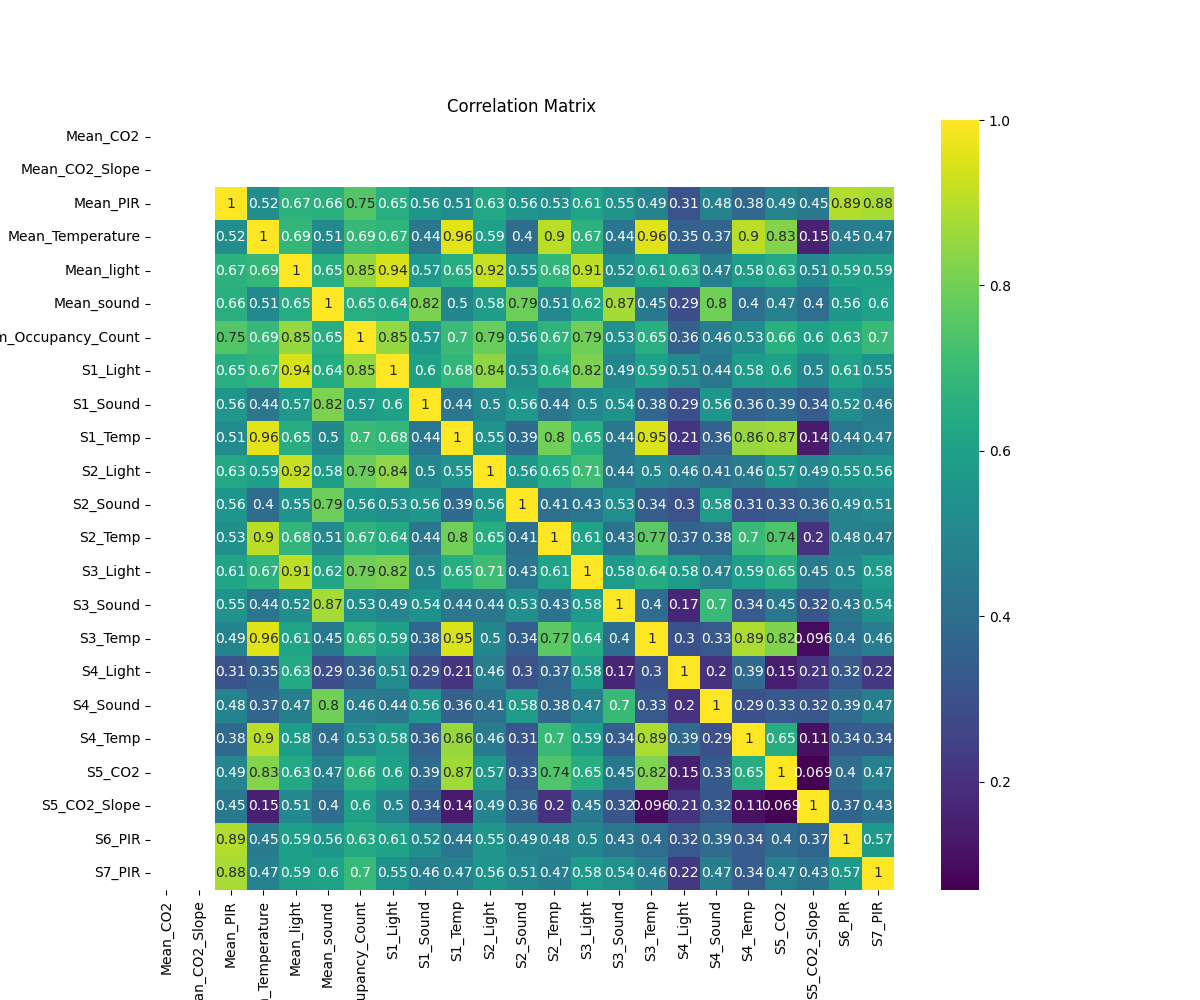 Correlation Matrix
Mean_CO2
Mean_CO2_Slope
Mean_PIR 1 0.52 0.67 0.66 0.75 0.65 0.56 0.51 0.63 0.56 0.53 0.61 0.55 0.49 0.31 0.48 0.38 0.49 0.45 0.89 0.88
Mean_Temperature 0.52 1 0.69 0.51 0.69 0.67 0.44 0.96 0.59 0.4 0.9 0.67 0.44 0.96 0.35 0.37 0.9 0.83 0.15 0.45 0.47
Mean_light 0.67 0.69 1 0.65 0.85 0.94 0.57 0.65 0.92 0.55 0.68 0.91 0.52 0.61 0.63 0.47 0.58 0.63 0.51 0.59 0.59
Mean_sound 0.66 0.51 0.65 1 0.65 0.64 0.82 0.5 0.58 0.79 0.51 0.62 0.87 0.45 0.29 0.8 0.4 0.47 0.4 0.56 0.6
m_Occupancy_Count 0.75 0.69 0.85 0.65 1 0.85 0.57 0.7 0.79 0.56 0.67 0.79 0.53 0.65 0.36 0.46 0.53 0.66 0.6 0.63 0.7
S1_Light 0.65 0.67 0.94 0.64 0.85 1 0.6 0.68 0.84 0.53 0.64 0.82 0.49 0.59 0.51 0.44 0.58 0.6 0.5 0.61 0.55
S1_Sound 0.56 0.44 0.57 0.82 0.57 0.6 1 0.44 0.5 0.56 0.44 0.5 0.54 0.38 0.29 0.56 0.36 0.39 0.34 0.52 0.46
S1_Temp 0.51 0.96 0.65 0.5 0.7 0.68 0.44 1 0.55 0.39 0.8 0.65 0.44 0.95 0.21 0.36 0.86 0.87 0.14 0.44 0.47
S2_Light 0.63 0.59 0.92 0.58 0.79 0.84 0.5 0.55 1 0.56 0.65 0.71 0.44 0.5 0.46 0.41 0.46 0.57 0.49 0.55 0.56
S2_Sound 0.56 0.4 0.55 0.79 0.56 0.53 0.56 0.39 0.56 1 0.41 0.43 0.53 0.34 0.3 0.58 0.31 0.33 0.36 0.49 0.51
S2_Temp 0.53 0.9 0.68 0.51 0.67 0.64 0.44 0.8 0.65 0.41 1 0.61 0.43 0.77 0.37 0.38 0.7 0.74 0.2 0.48 0.47
S3_Light 0.61 0.67 0.91 0.62 0.79 0.82 0.5 0.65 0.71 0.43 0.61 1 0.58 0.64 0.58 0.47 0.59 0.65 0.45 0.5 0.58
S3_Sound 0.55 0.44 0.52 0.87 0.53 0.49 0.54 0.44 0.44 0.53 0.43 0.58 1 0.4 0.17 0.7 0.34 0.45 0.32 0.43 0.54
S3_Temp 0.49 0.96 0.61 0.45 0.65 0.59 0.38 0.95 0.5 0.34 0.77 0.64 0.4 1 0.3 0.33 0.89 0.82 0.096 0.4 0.46
S4_Light 0.31 0.35 0.63 0.29 0.36 0.51 0.29 0.21 0.46 0.3 0.37 0.58 0.17 0.3 1 0.2 0.39 0.15 0.21 0.32 0.22
S4_Sound 0.48 0.37 0.47 0.8 0.46 0.44 0.56 0.36 0.41 0.58 0.38 0.47 0.7 0.33 0.2 1 0.29 0.33 0.32 0.39 0.47
S4_Temp 0.38 0.9 0.58 0.4 0.53 0.58 0.36 0.86 0.46 0.31 0.7 0.59 0.34 0.89 0.39 0.29 1 0.65 0.11 0.34 0.34
S5_CO2 0.49 0.83 0.63 0.47 0.66 0.6 0.39 0.87 0.57 0.33 0.74 0.65 0.45 0.82 0.15 0.33 0.65 1 0.069 0.4 0.47
S5_CO2_Slope 0.45 0.15 0.51 0.4 0.6 0.5 0.34 0.14 0.49 0.36 0.2 0.45 0.32 0.096 0.21 0.32 0.11 0.069 1 0.37 0.43
S6_PIR 0.89 0.45 0.59 0.56 0.63 0.61 0.52 0.44 0.55 0.49 0.48 0.5 0.43 0.4 0.32 0.39 0.34 0.4 0.37 1 0.57
S7_PIR 0.88 0.47 0.59 0.6 0.7 0.55 0.46 0.47 0.56 0.51 0.47 0.58 0.54 0.46 0.22 0.47 0.34 0.47 0.43 0.57 1
Mean_CO2
an_CO2_Slope
Mean_PIR
_Temperature
Mean_light
Mean_sound
upancy_Count
S1_Light
S1_Sound
S1_Temp
S2_Light
S2_Sound
S2_Temp
S3_Light
S3_Sound
S3_Temp
S4_Light
S4_Sound
S4_Temp
S5_CO2
S5_CO2_Slope
S6_PIR
S7_PIR
1.0
0.8
0.6
0.4
0.2